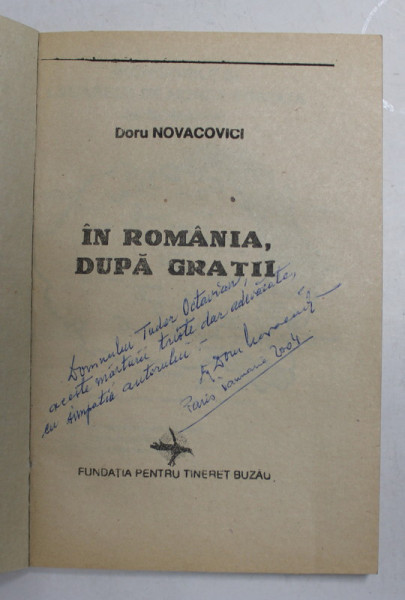 Doru NOVACOVICI
ÎN ROMÂNIA,
DUPĂ GRATII
Domnului Tudor Octavian,
aceste mărturii triste dar adevărate,
cu simpatia autorului –
Doru Novacovici
Paris ianuarie 2004
FUNDAȚIA PENTRU TINERET BUZĂU